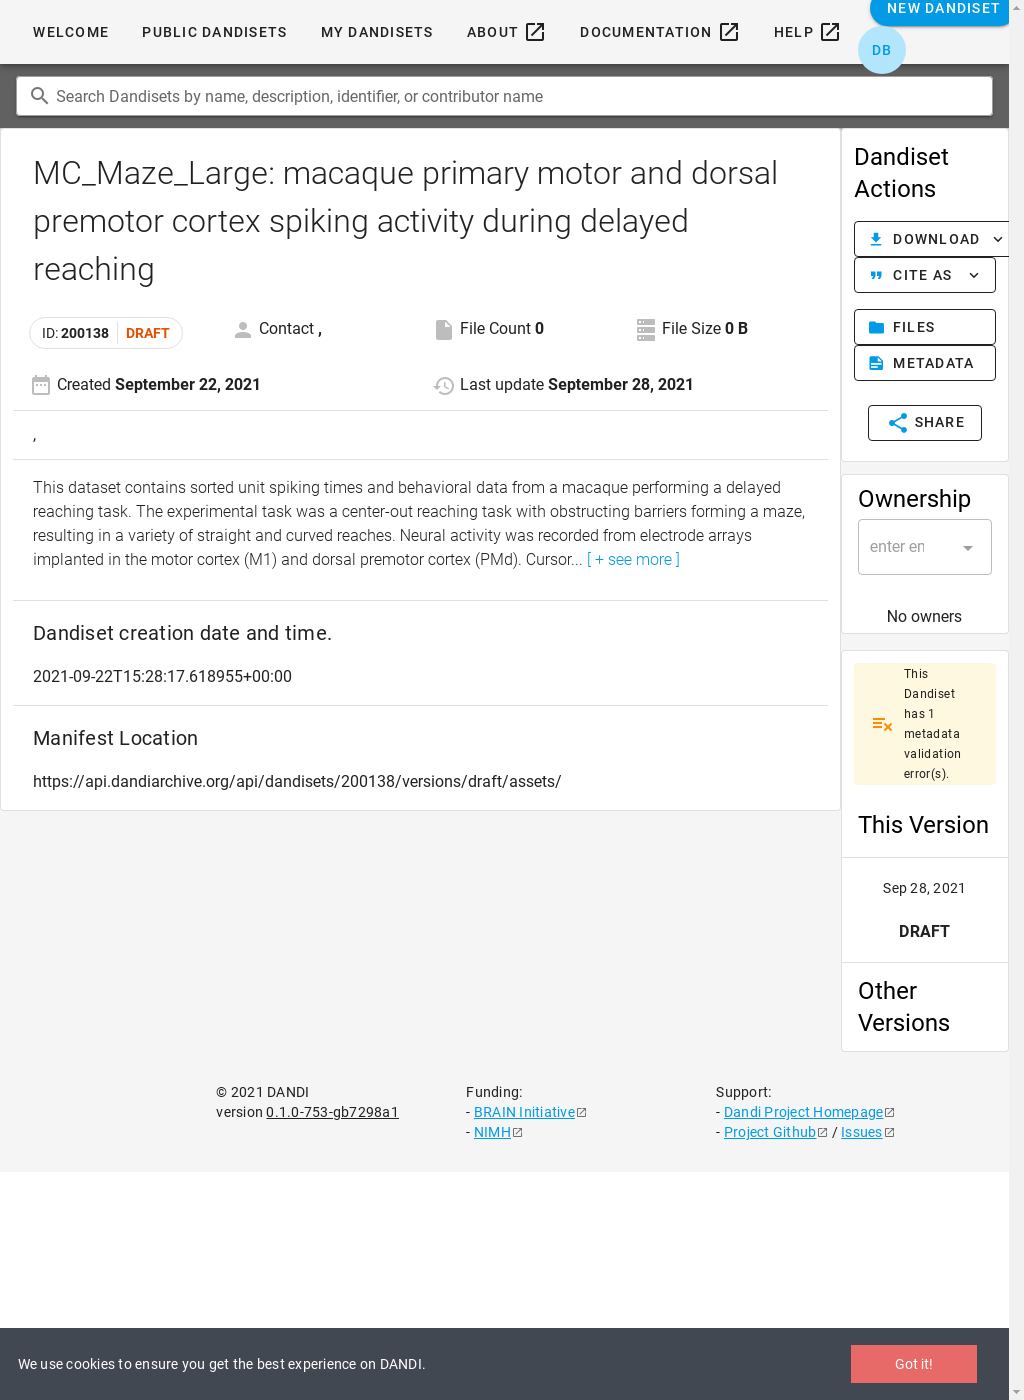 NEW DANDISET
WELCOME
PUBLIC DANDISETS
MY DANDISETS
ABOUT
DOCUMENTATION
HELP
DB
Search Dandisets by name, description, identifier, or contributor name
MC_Maze_Large: macaque primary motor and dorsal
premotor cortex spiking activity during delayed
reaching
ID: 200138 DRAFT
Contact ,
File Count 0
File Size 0 B
Created September 22, 2021
Last update September 28, 2021
,
This dataset contains sorted unit spiking times and behavioral data from a macaque performing a delayed
reaching task. The experimental task was a center-out reaching task with obstructing barriers forming a maze,
resulting in a variety of straight and curved reaches. Neural activity was recorded from electrode arrays
implanted in the motor cortex (M1) and dorsal premotor cortex (PMd). Cursor... [ + see more ]
Dandiset creation date and time.
2021-09-22T15:28:17.618955+00:00
Manifest Location
https://api.dandiarchive.org/api/dandisets/200138/versions/draft/assets/
Dandiset
Actions
DOWNLOAD
CITE AS
FILES
METADATA
SHARE
Ownership
enter en
No owners
This
Dandiset
has 1
metadata
validation
error(s).
This Version
Sep 28, 2021
DRAFT
Other
Versions
© 2021 DANDI
version 0.1.0-753-gb7298a1
Funding:
- BRAIN Initiative
- NIMH
Support:
- Dandi Project Homepage
- Project Github / Issues
We use cookies to ensure you get the best experience on DANDI.
Got it!